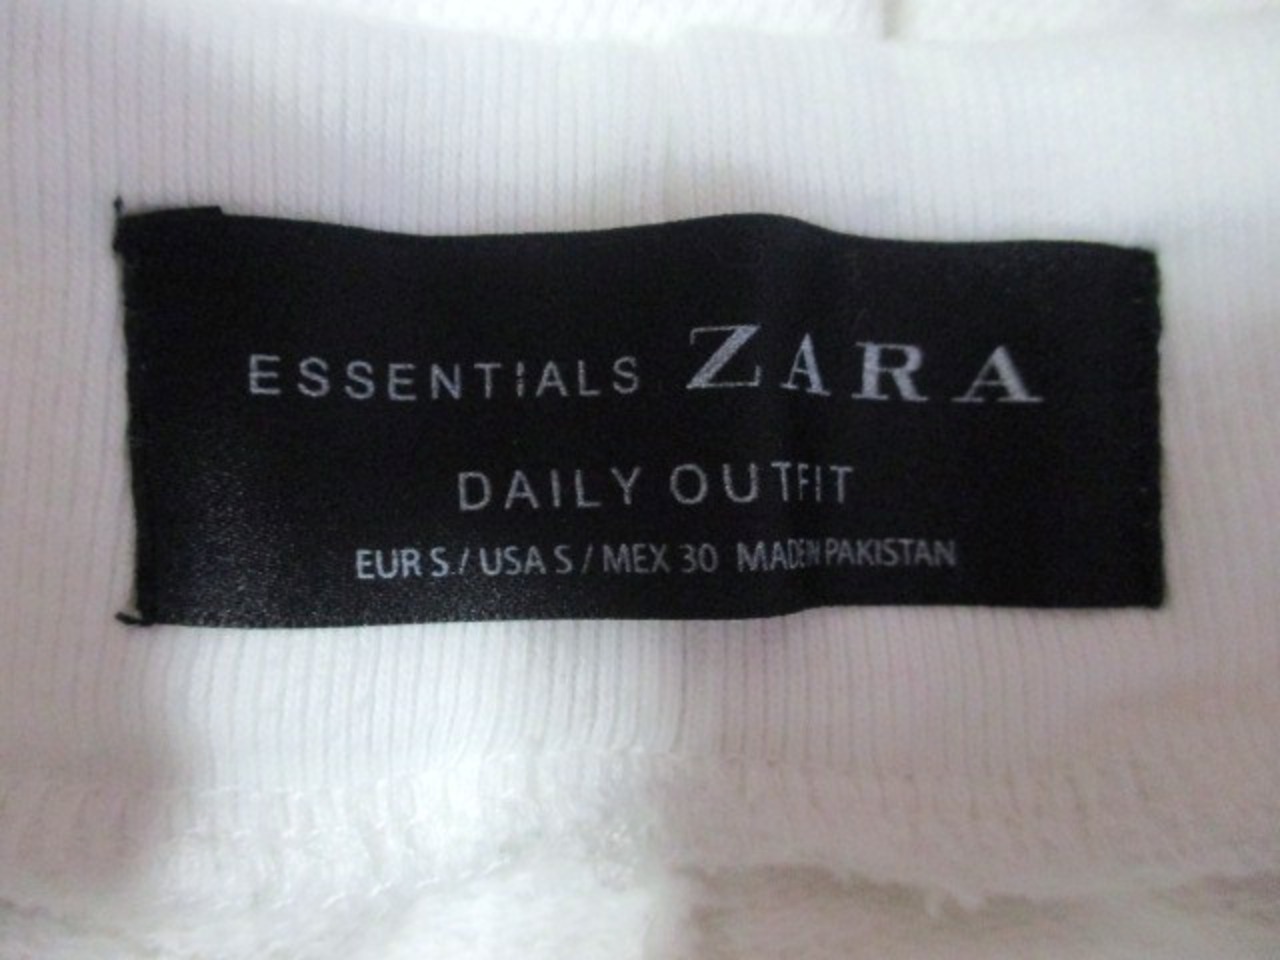 ESSENTIALS ZARA
DAILY OUTFIT
EUR S / USA S / MEX 30 MADE IN PAKISTAN